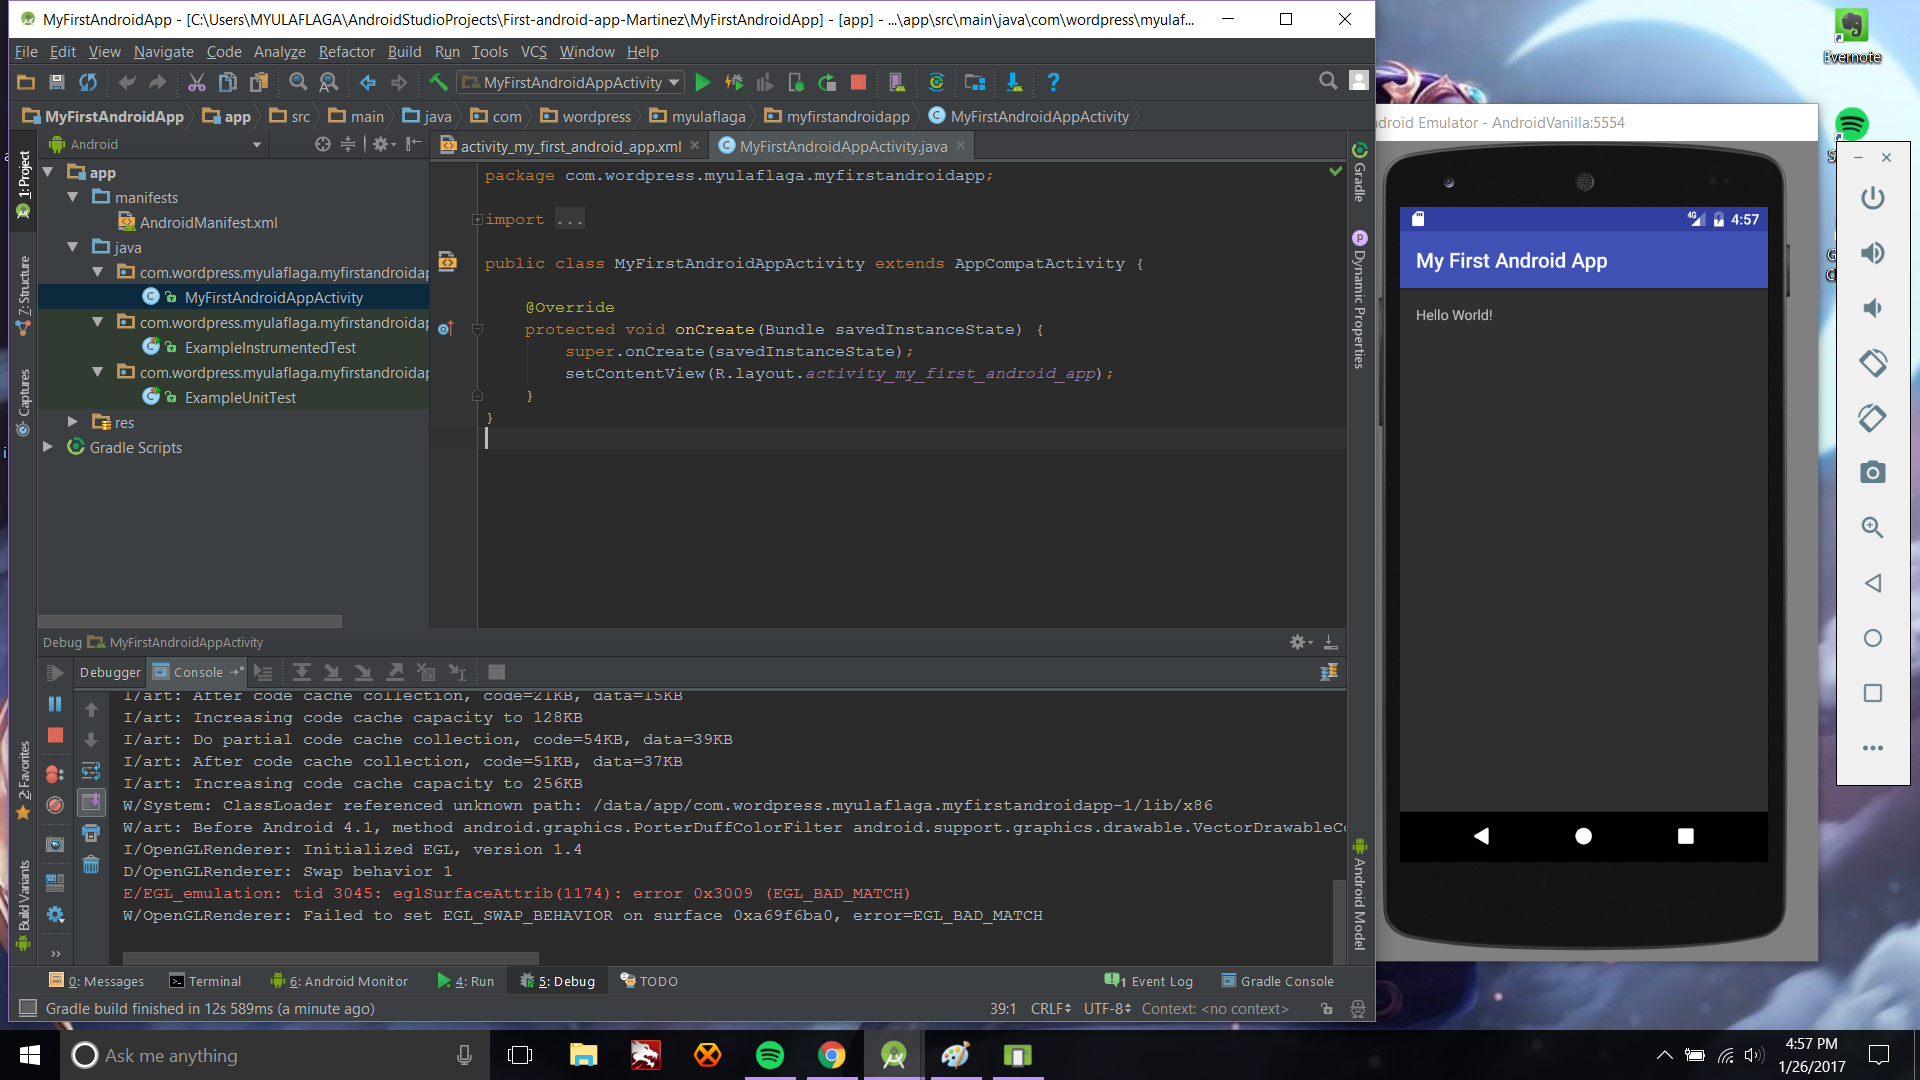 MyFirstAndroidApp - [C:\Users\MYULAFLAGA\AndroidStudioProjects\First-android-app-Martinez\MyFirstAndroidApp] - [app] - ...\app\src\main\java\com\wordpress\myulaf...
File Edit View Navigate Code Analyze Refactor Build Run Tools VCS Window Help
MyFirstAndroidAppActivity
MyFirstAndroidApp app src main java com wordpress myulaflaga myfirstandroidapp MyFirstAndroidAppActivity
Android
activity_my_first_android_app.xml MyFirstAndroidAppActivity.java
1: Project
Z: Structure
Captures
2: Favorites
Build Variants
app
manifests
AndroidManifest.xml
java
com.wordpress.myulaflaga.myfirstandroidap
MyFirstAndroidAppActivity
com.wordpress.myulaflaga.myfirstandroidap
ExampleInstrumentedTest
com.wordpress.myulaflaga.myfirstandroidap
ExampleUnitTest
res
Gradle Scripts
package com.wordpress.myulaflaga.myfirstandroidapp;
import ...
public class MyFirstAndroidAppActivity extends AppCompatActivity {
@Override
protected void onCreate(Bundle savedInstanceState) {
super.onCreate(savedInstanceState);
setContentView(R.layout.activity_my_first_android_app);
}
}
Gradle
Dynamic Properties
Android Model
Debug MyFirstAndroidAppActivity
Debugger Console
I/art: After code cache collection, code=21KB, data=15KB
I/art: Increasing code cache capacity to 128KB
I/art: Do partial code cache collection, code=54KB, data=39KB
I/art: After code cache collection, code=51KB, data=37KB
I/art: Increasing code cache capacity to 256KB
W/System: ClassLoader referenced unknown path: /data/app/com.wordpress.myulaflaga.myfirstandroidapp-1/lib/x86
W/art: Before Android 4.1, method android.graphics.PorterDuffColorFilter android.support.graphics.drawable.VectorDrawableCo
I/OpenGLRenderer: Initialized EGL, version 1.4
D/OpenGLRenderer: Swap behavior 1
E/EGL_emulation: tid 3045: eglSurfaceAttrib(1174): error 0x3009 (EGL_BAD_MATCH)
W/OpenGLRenderer: Failed to set EGL_SWAP_BEHAVIOR on surface 0xa69f6ba0, error=EGL_BAD_MATCH
0: Messages Terminal 6: Android Monitor 4: Run 5: Debug TODO 1 Event Log Gradle Console
Gradle build finished in 12s 589ms (a minute ago) 39:1 CRLF UTF-8 Context: <no context>
Evernote
ndroid Emulator - AndroidVanilla:5554
4G 4:57
My First Android App
Hello World!
Ask me anything
4:57 PM
1/26/2017